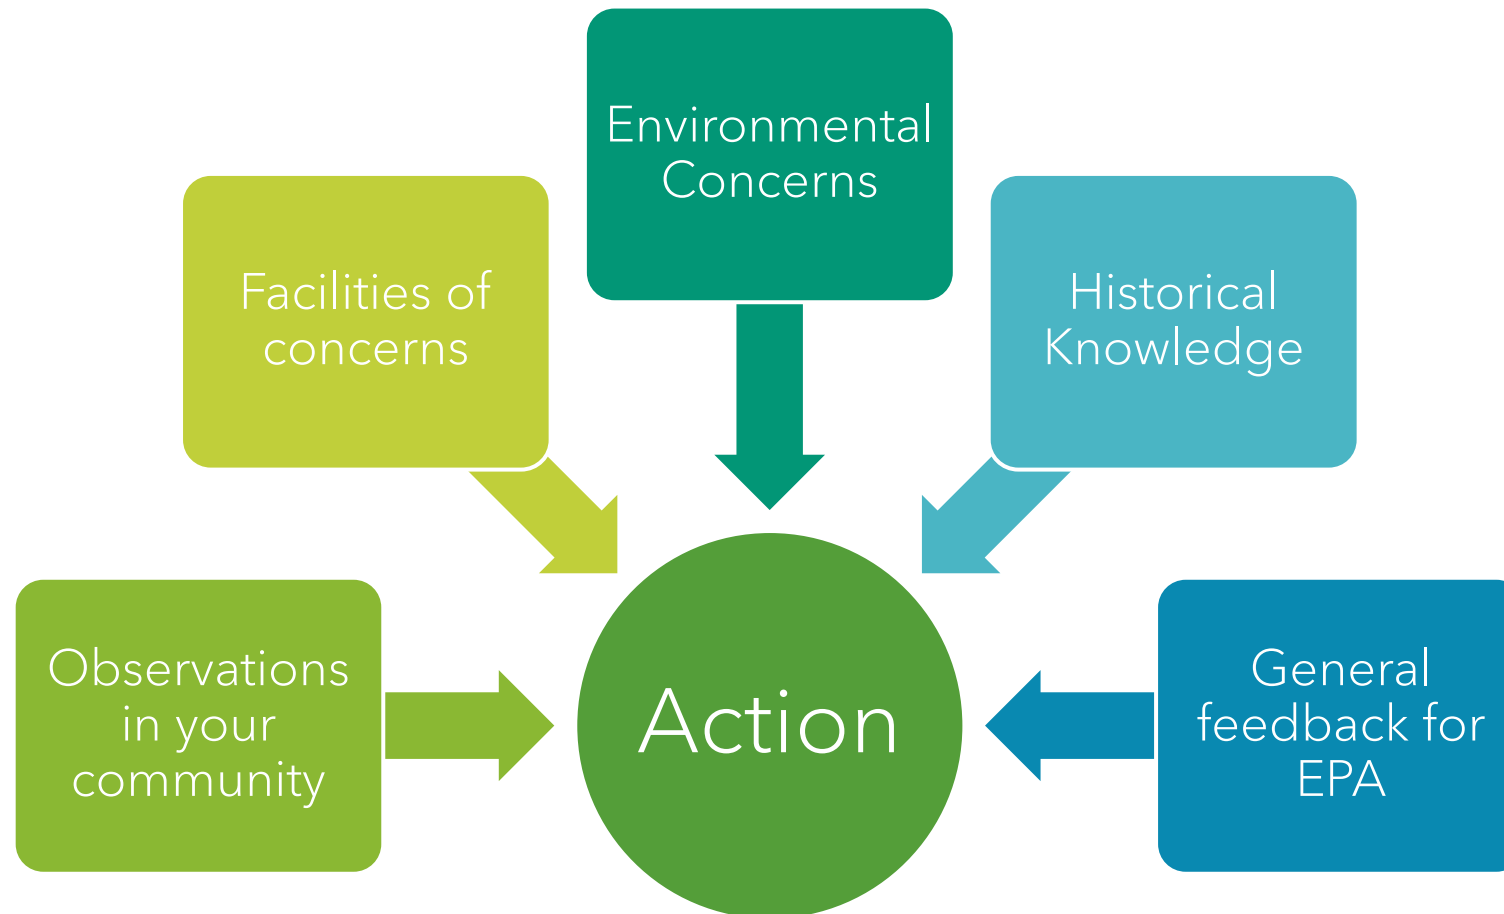 Environmental
Concerns
Facilities of
concerns
Historical
Knowledge
Observations
in your
community
Action
General
feedback for
EPA